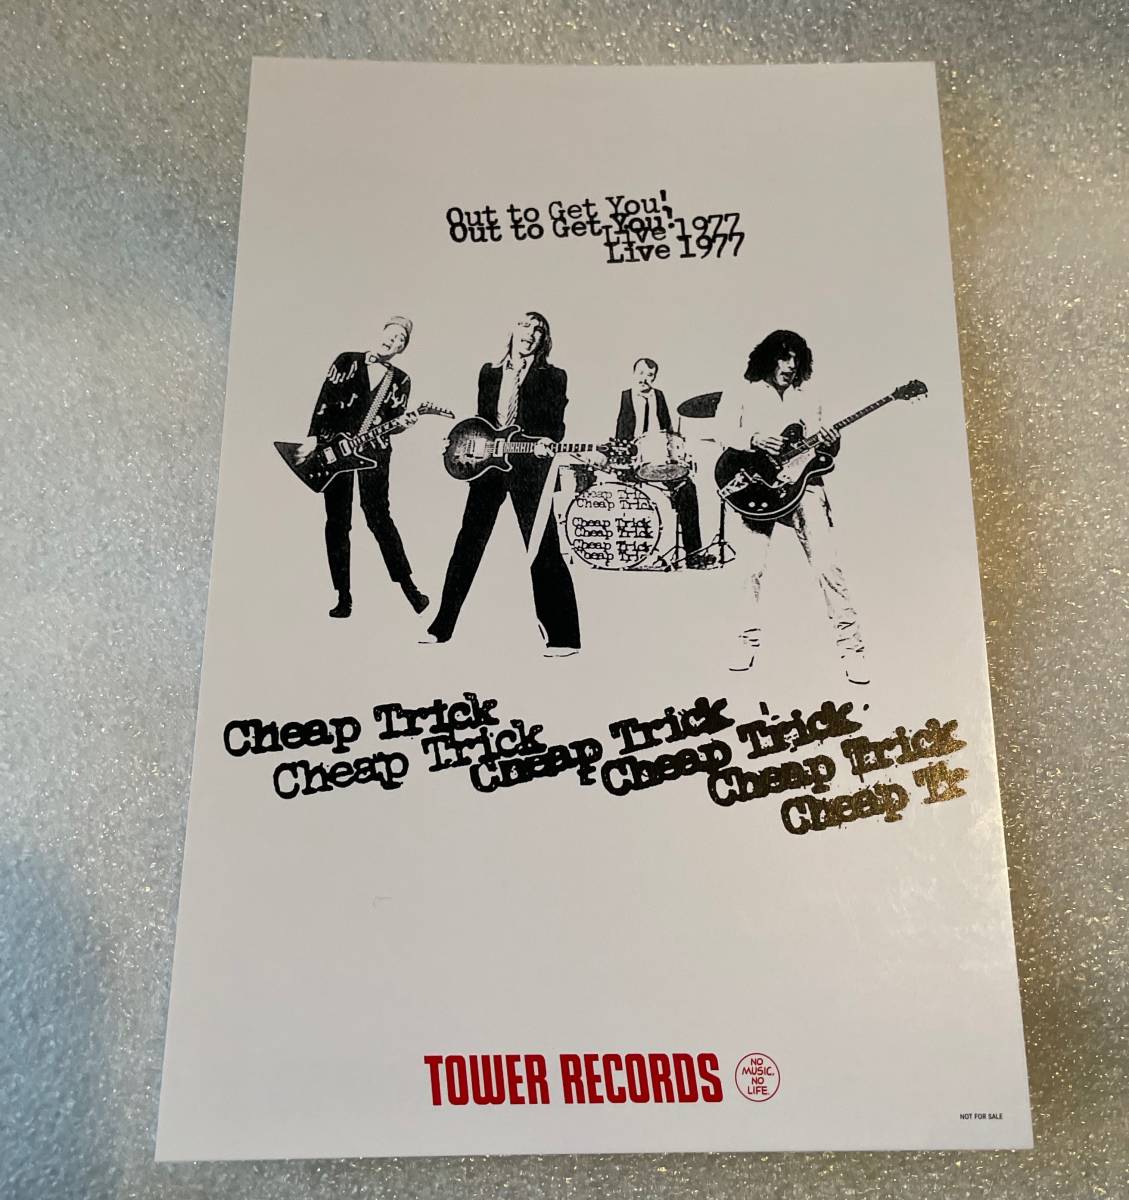 Out to Get You!
Out to Get You!
Live 1977
Live 1977
Cheap Trick
Cheap Trick
Cheap Trick
Cheap Trick
Cheap Trick
Cheap Tric
Cheap Trick
Cheap Trick
Cheap Trick
Cheap Trick
Cheap Trick
Cheap Tr
TOWER RECORDS
NO
MUSIC,
NO
LIFE.
NOT FOR SALE